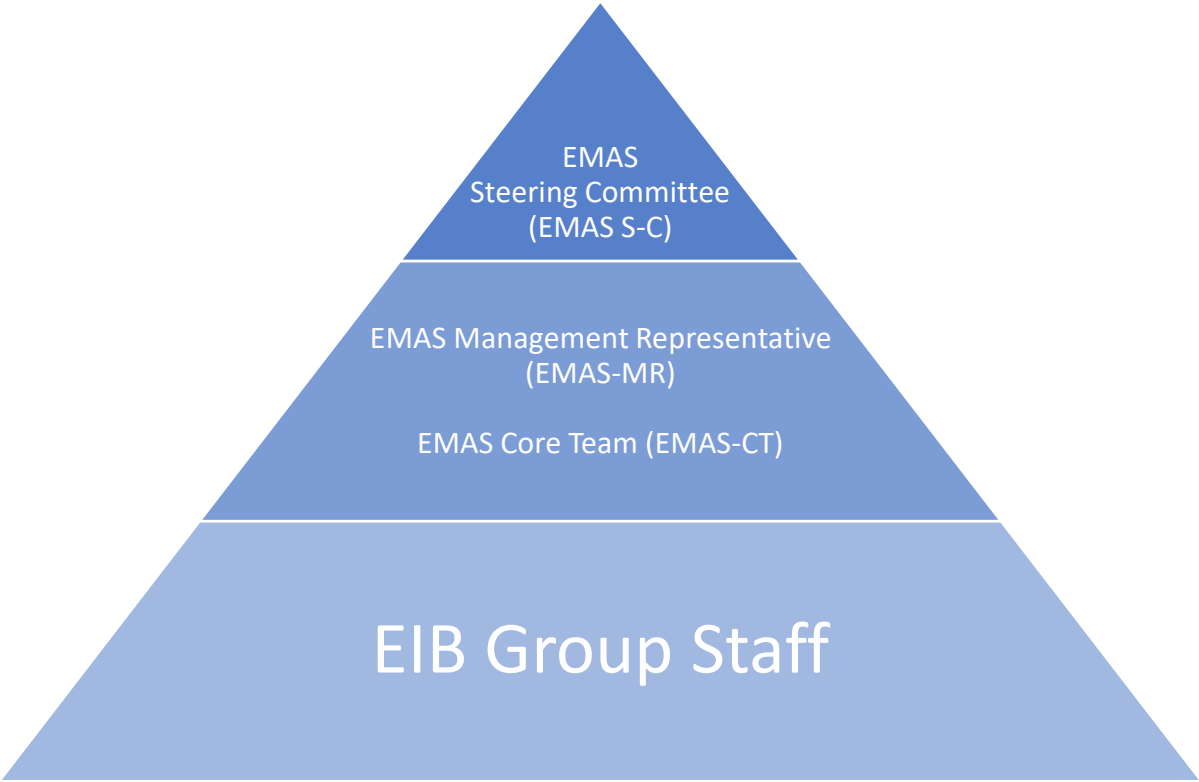 EMAS
Steering Committee
(EMAS S-C)
EMAS Management Representative
(EMAS-MR)
EMAS Core Team (EMAS-CT)
EIB Group Staff